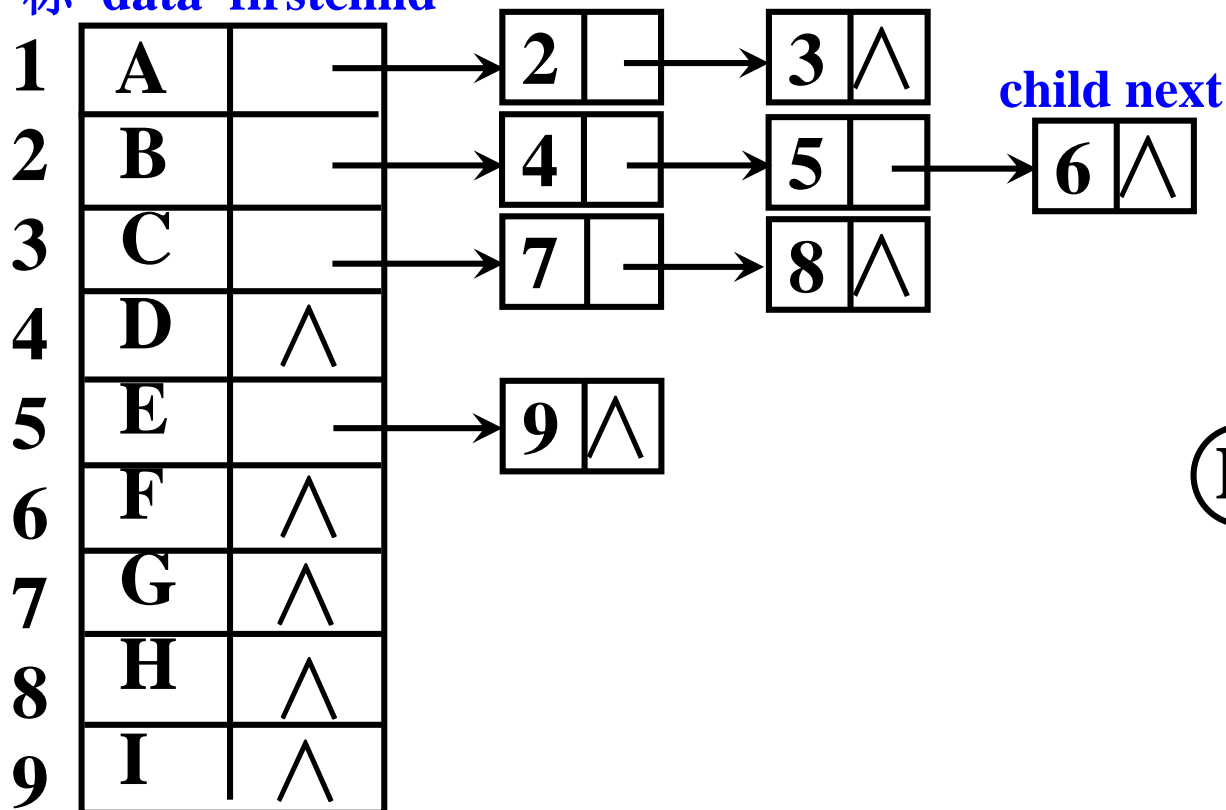 标 data firstchild
1 A 2 3 ∧
child next
2 B 4 5 6 ∧
3 C 7 8 ∧
4 D ∧
5 E 9 ∧
6 F ∧
7 G ∧
8 H ∧
9 I ∧